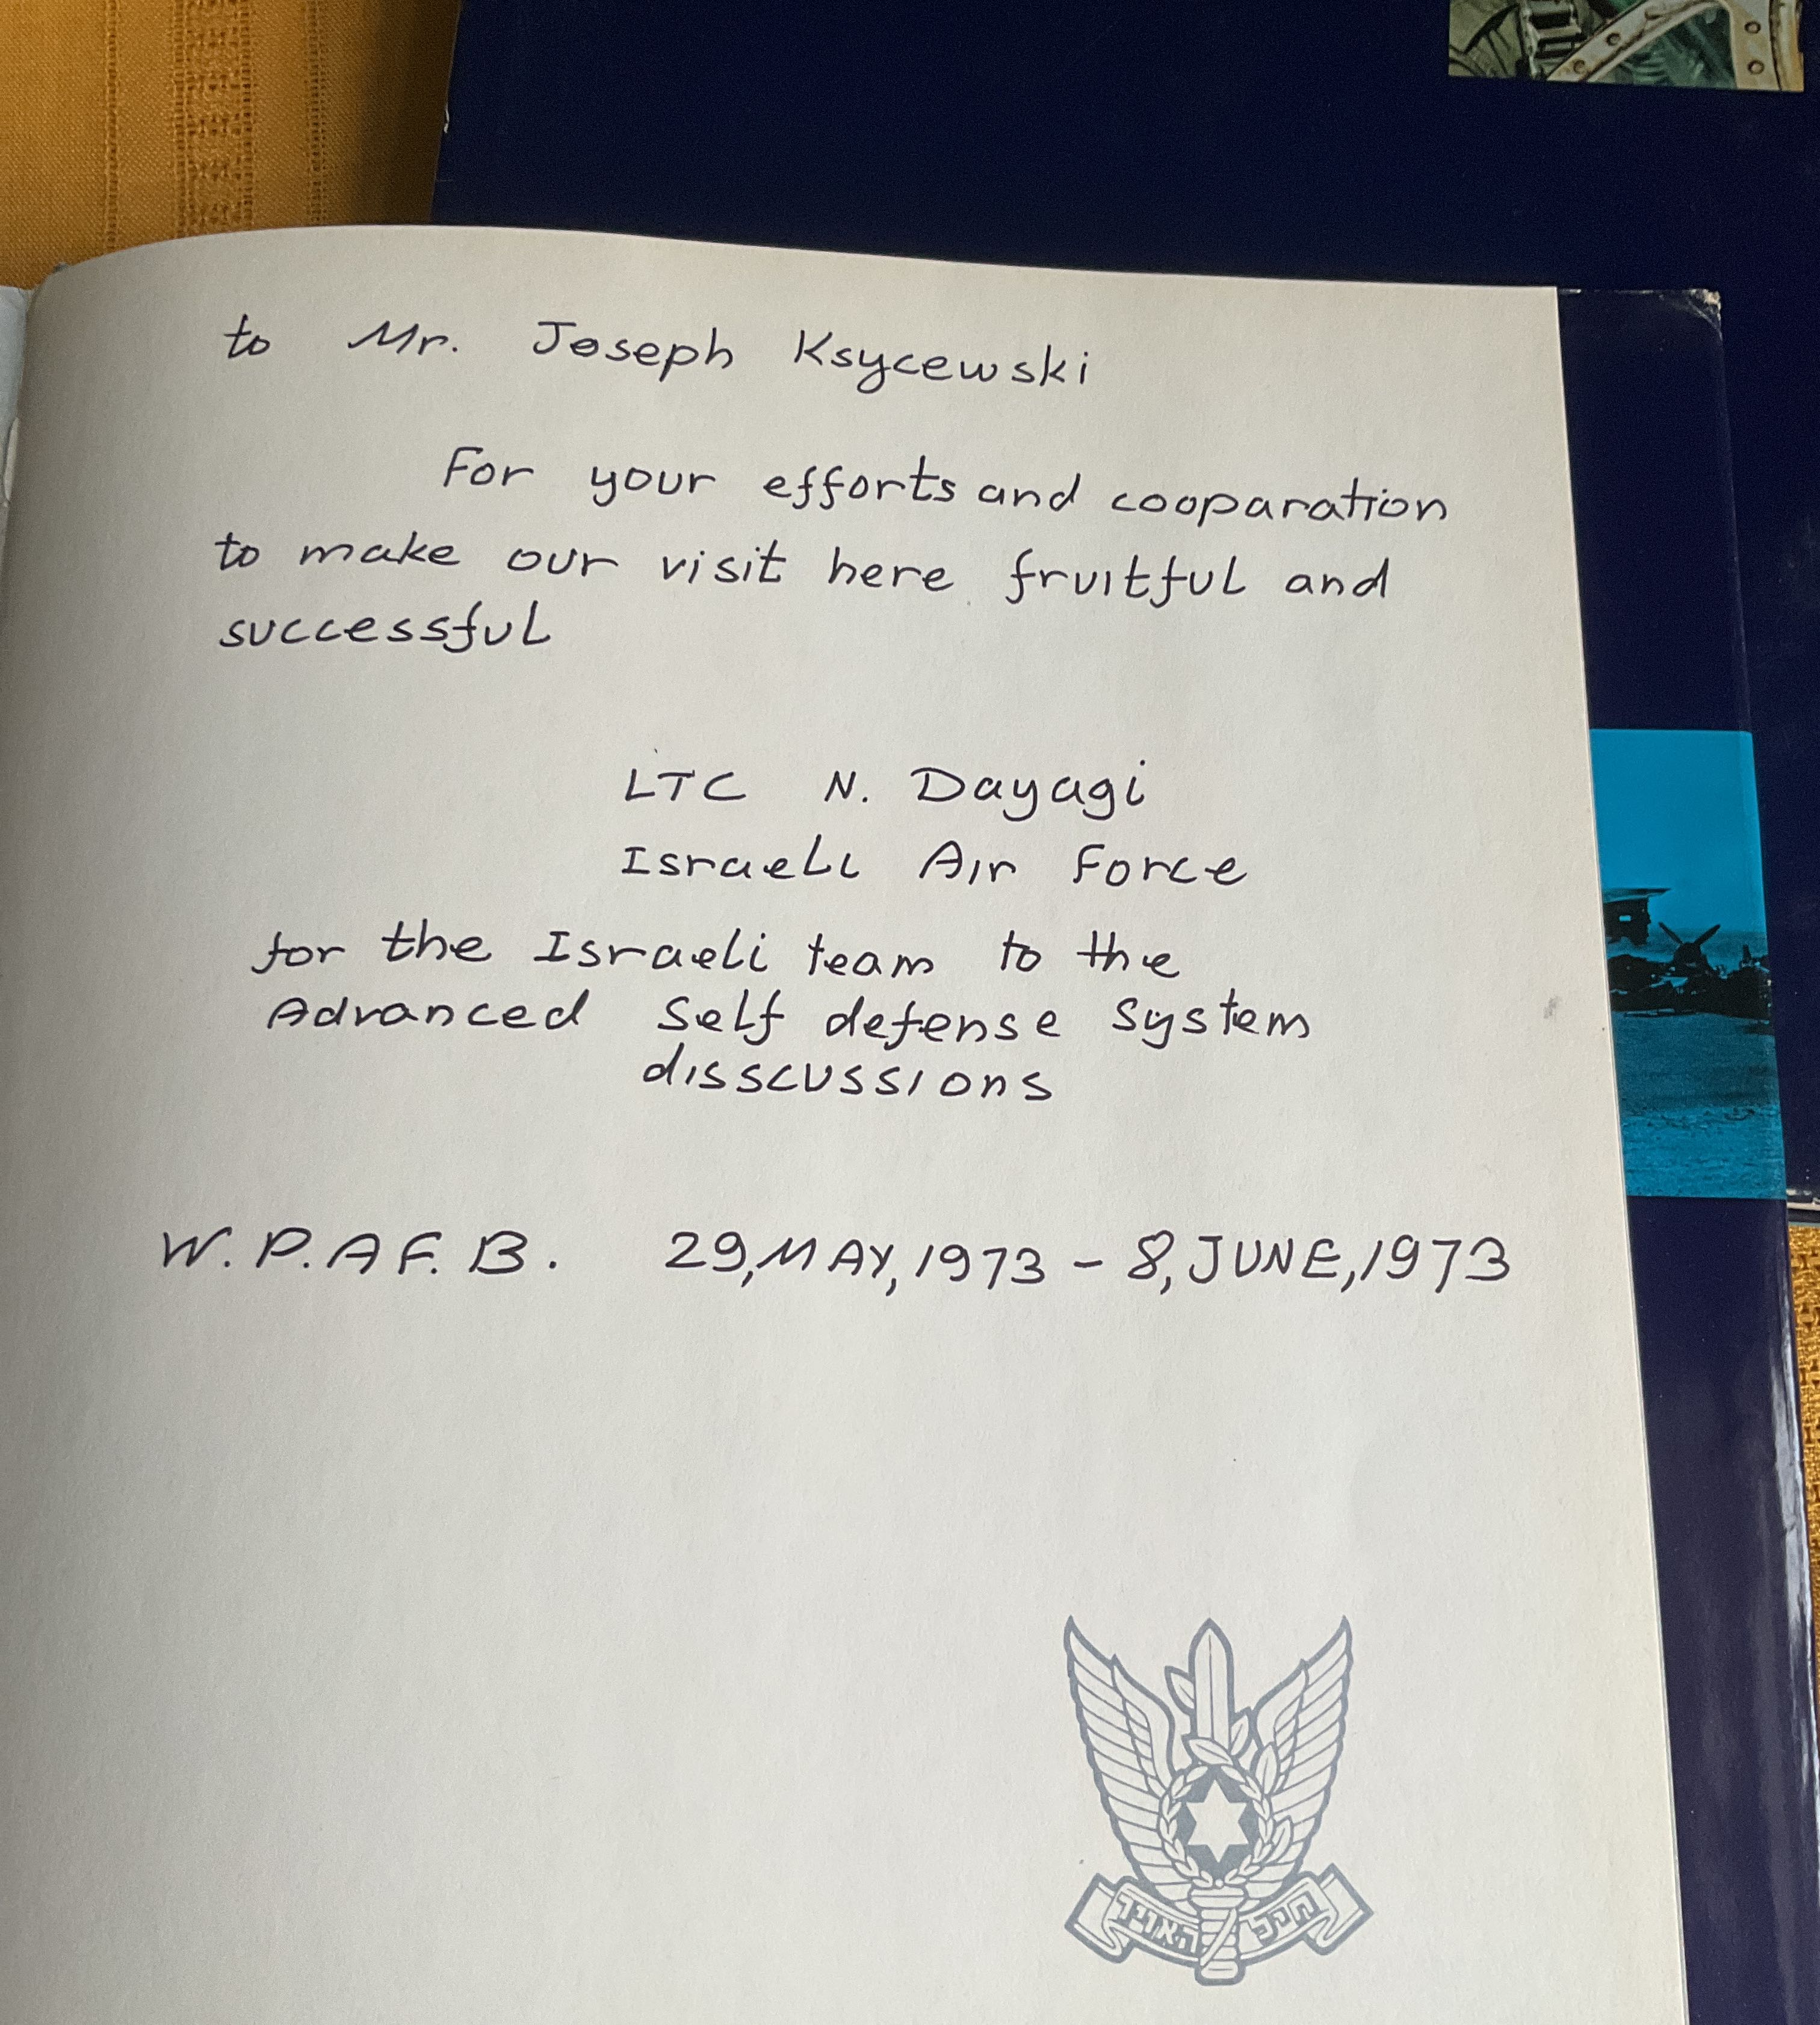 to Mr. Joseph Ksycewski
For your efforts and cooparation
to make our visit here fruitful and
successful
LTC N. Dayagi
Israeli Air Force
for the Israeli team to the
Advanced Self defense System
disscussions
W.P.AF.B. 29,MAY,1973 - 8,JUNE,1973
חיל האויר